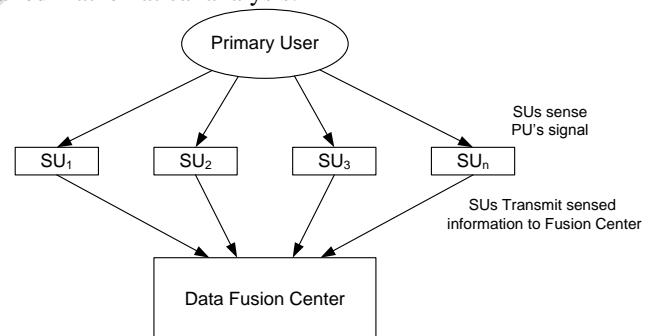 Primary User
SUs sense
PU's signal
SU1
SU2
SU3
SUn
SUs Transmit sensed
information to Fusion Center
Data Fusion Center